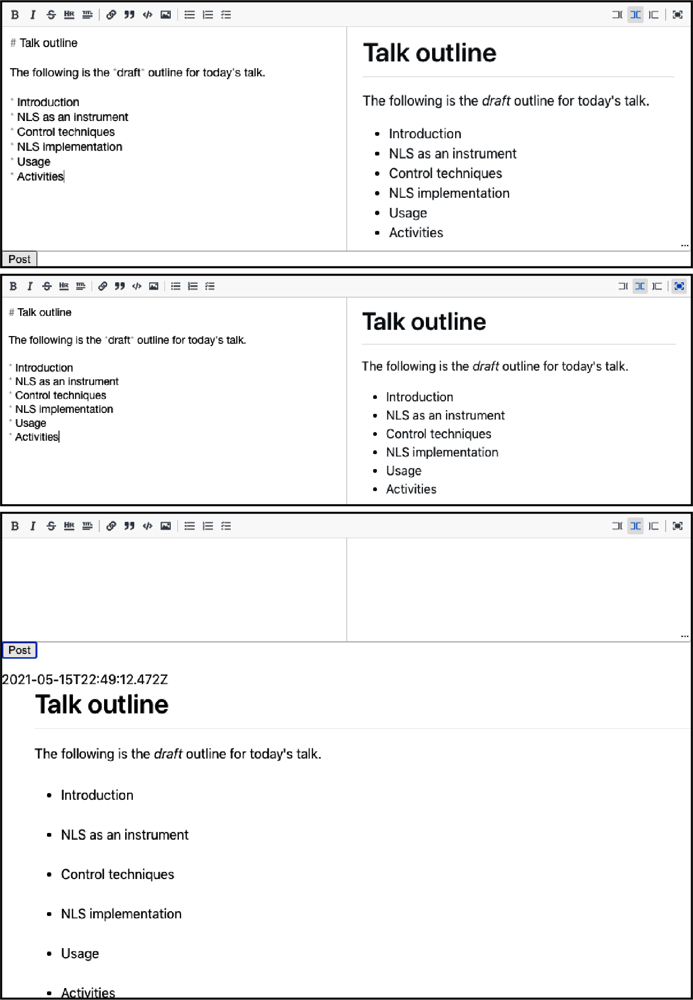 B I S HR TITL
# Talk outline
The following is the *draft* outline for today's talk.
* Introduction
* NLS as an instrument
* Control techniques
* NLS implementation
* Usage
* Activities
Talk outline
The following is the draft outline for today's talk.
• Introduction
• NLS as an instrument
• Control techniques
• NLS implementation
• Usage
• Activities
...
Post
B I S HR TITL
# Talk outline
The following is the *draft* outline for today's talk.
* Introduction
* NLS as an instrument
* Control techniques
* NLS implementation
* Usage
* Activities
Talk outline
The following is the draft outline for today's talk.
• Introduction
• NLS as an instrument
• Control techniques
• NLS implementation
• Usage
• Activities
B I S HR TITL
...
Post
2021-05-15T22:49:12.472Z
Talk outline
The following is the draft outline for today's talk.
• Introduction
• NLS as an instrument
• Control techniques
• NLS implementation
• Usage
• Activities